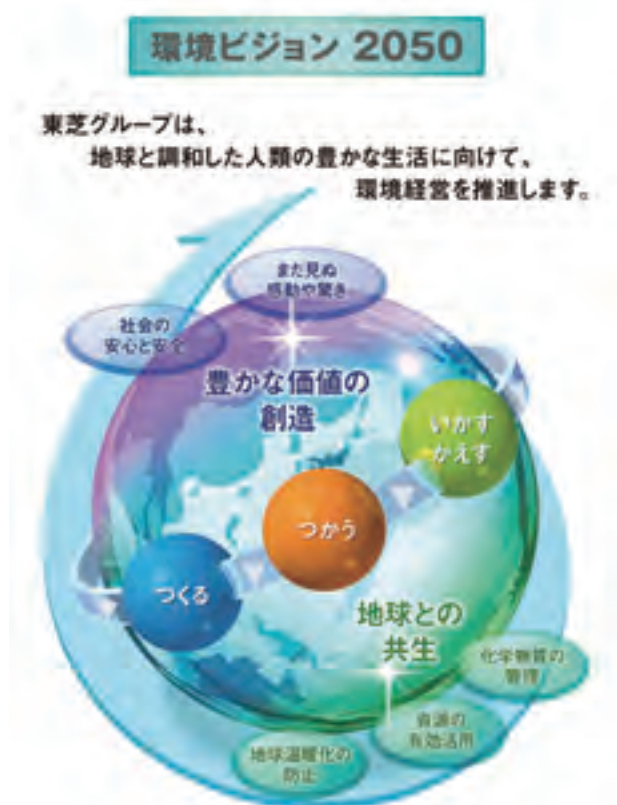 環境ビジョン 2050
東芝グループは、
地球と調和した人類の豊かな生活に向けて、
環境経営を推進します。
まだ見ぬ
感動や驚き
社会の
安心と安全
豊かな価値の
創造
いかす
かえす
つかう
つくる
地球との
共生
化学物質の
管理
資源の
有効活用
地球温暖化の
防止